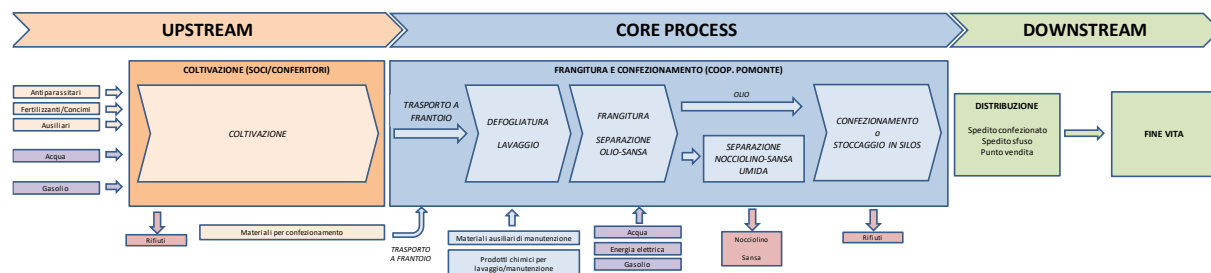 UPSTREAM
CORE PROCESS
DOWNSTREAM
COLTIVAZIONE (SOCI/CONFERITORI)
Antiparassitari
Fertilizzanti/Concimi
Ausiliari
Acqua
Gasolio
COLTIVAZIONE
Rifiuti
Materiali per confezionamento
FRANGITURA E CONFEZIONAMENTO (COOP. POMONTE)
TRASPORTO A
FRANTOIO
DEFOGLIATURA
LAVAGGIO
FRANGITURA
SEPARAZIONE
OLIO-SANSA
OLIO
SEPARAZIONE
NOCCIOLINO-SANSA
UMIDA
CONFEZIONAMENTO
o
STOCCAGGIO IN SILOS
TRASPORTO
A FRANTOIO
Materiali ausiliari di manutenzione
Prodotti chimici per
lavaggio/manutenzione
Acqua
Energia elettrica
Gasolio
Nocciolino
Sansa
Rifiuti
DISTRIBUZIONE
Spedito confezionato
Spedito sfuso
Punto vendita
FINE VITA